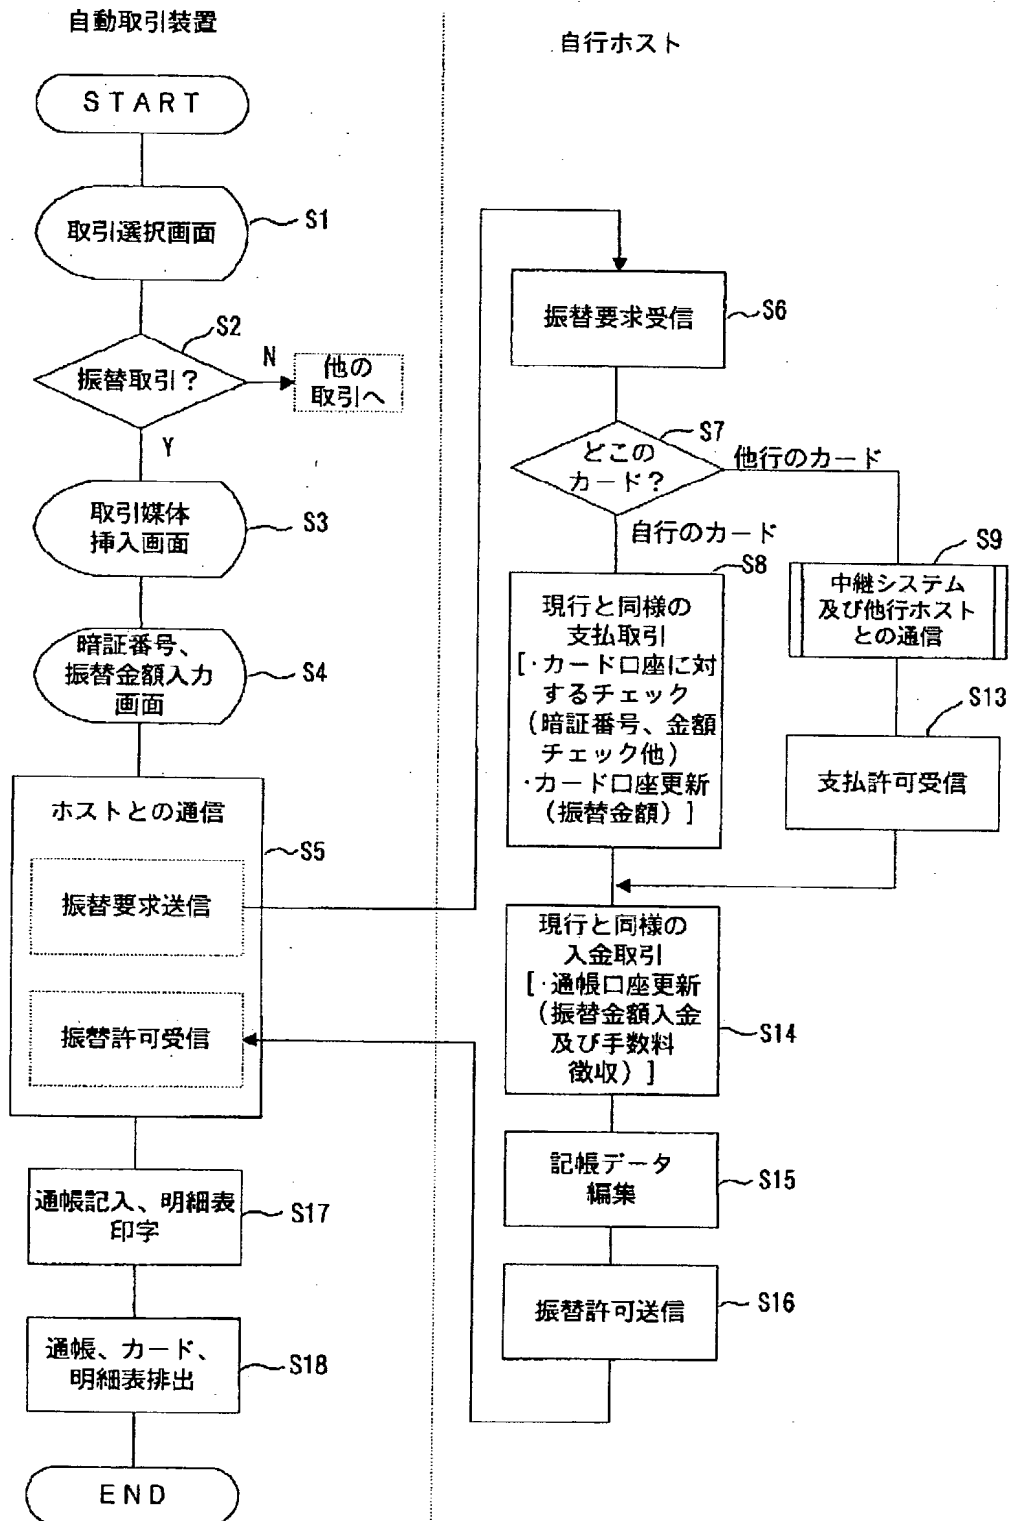 自動取引装置
START
取引選択画面
S1
S2
振替取引？
N
他の
取引へ
Y
取引媒体
挿入画面
S3
暗証番号、
振替金額入力
画面
S4
ホストとの通信
S5
振替要求送信
振替許可受信
通帳記入、明細表
印字
S17
通帳、カード、
明細表排出
S18
END
自行ホスト
振替要求受信
S6
S7
どこの
カード？
他行のカード
自行のカード
S8
現行と同様の
支払取引
[・カード口座に対
するチェック
（暗証番号、金額
チェック他）
・カード口座更新
（振替金額）]
S9
中継システム
及び他行ホスト
との通信
S13
支払許可受信
現行と同様の
入金取引
[・通帳口座更新
（振替金額入金
及び手数料
徴収）]
S14
記帳データ
編集
S15
振替許可送信
S16